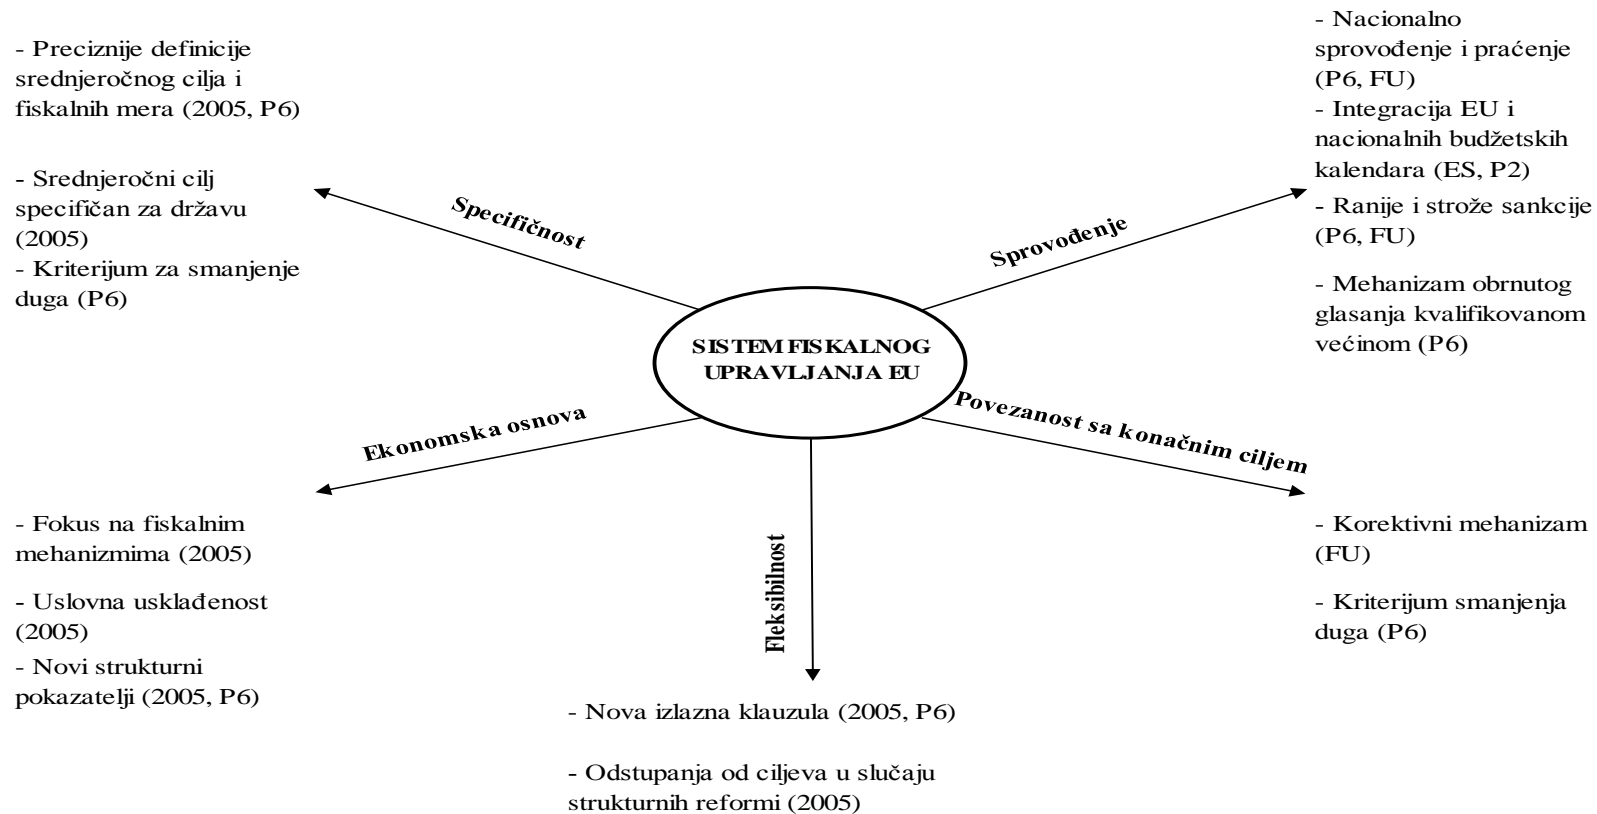 - Preciznije definicije
srednjeročnog cilja i
fiskalnih mera (2005, P6)
- Srednjeročni cilj
specifičan za državu
(2005)
- Kriterijum za smanjenje
duga (P6)
Specifičnost
- Nacionalno
sprovođenje i praćenje
(P6, FU)
- Integracija EU i
nacionalnih budžetskih
kalendara (ES, P2)
- Ranije i strože sankcije
(P6, FU)
- Mehanizam obrnutog
glasanja kvalifikovanom
većinom (P6)
Sprovođenje
SISTEM FISKALNOG
UPRAVLJANJA EU
Ekonomska osnova
- Fokus na fiskalnim
mehanizmima (2005)
- Uslovna usklađenost
(2005)
- Novi strukturni
pokazatelji (2005, P6)
Fleksibilnost
- Nova izlazna klauzula (2005, P6)
- Odstupanja od ciljeva u slučaju
strukturnih reformi (2005)
Povezanost sa konačnim ciljem
- Korektivni mehanizam
(FU)
- Kriterijum smanjenja
duga (P6)